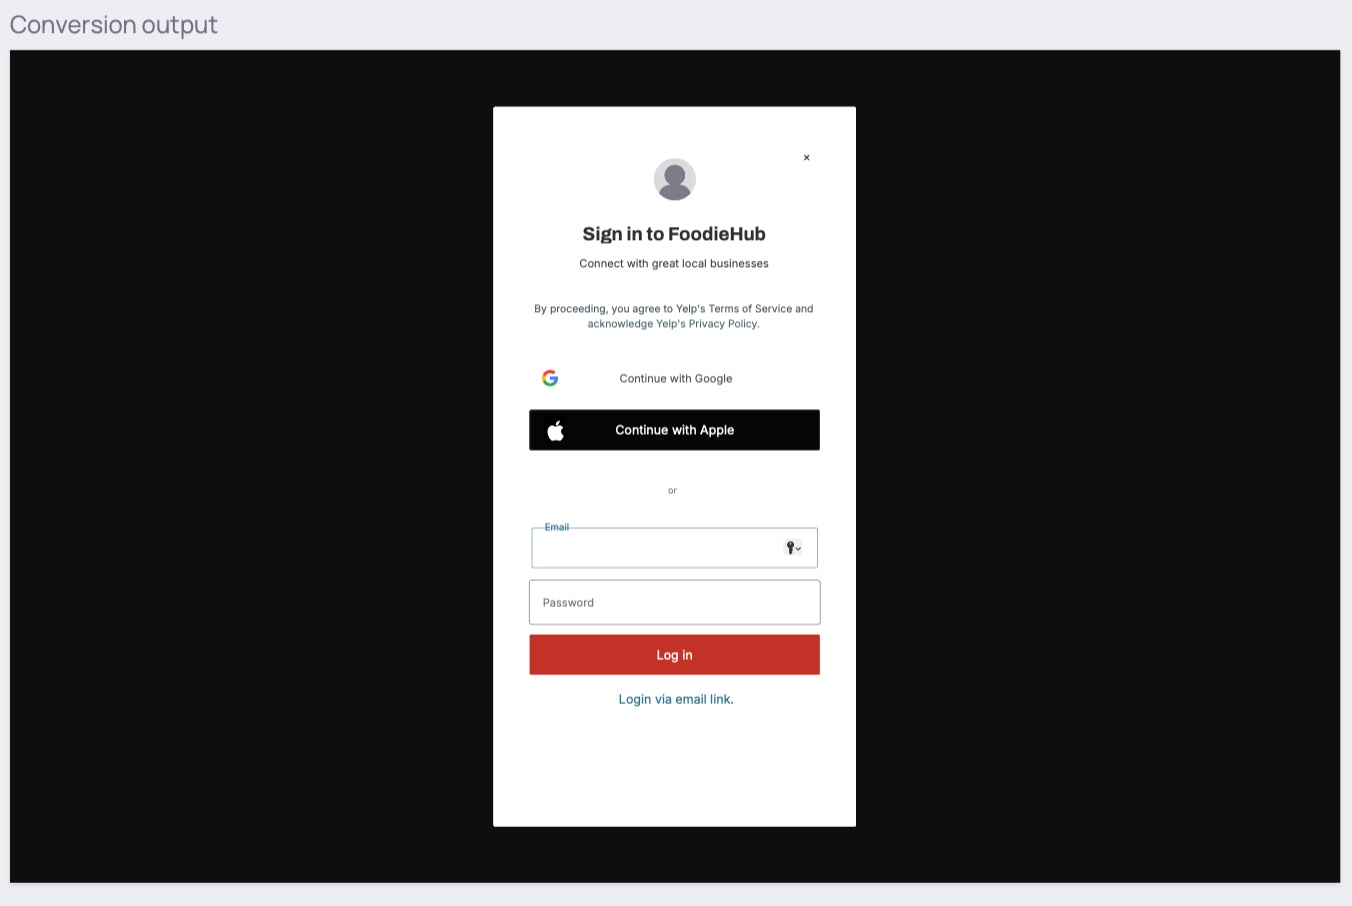 Conversion output
×
Sign in to FoodieHub
Connect with great local businesses
By proceeding, you agree to Yelp's Terms of Service and
acknowledge Yelp's Privacy Policy.
Continue with Google
Continue with Apple
or
Email
Password
Log in
Login via email link.